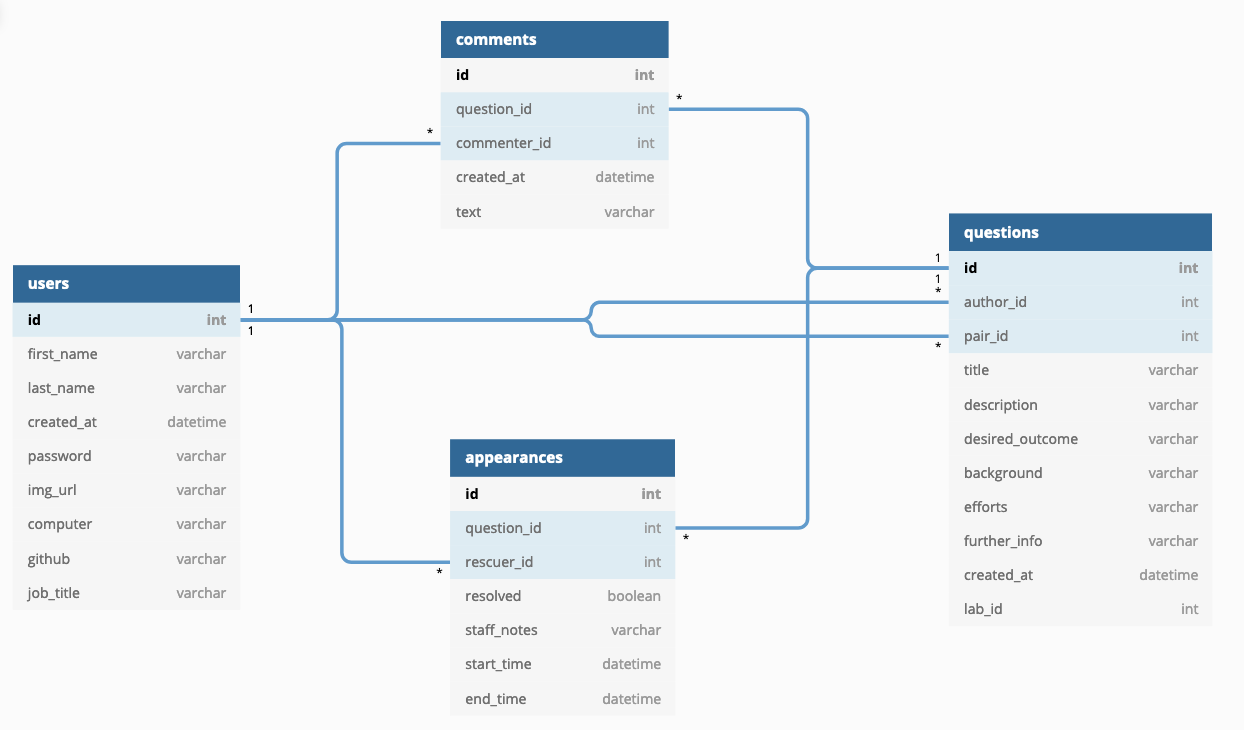 comments
id int
question_id int
commenter_id int
created_at datetime
text varchar
*
*
users
id int
first_name varchar
last_name varchar
created_at datetime
password varchar
img_url varchar
computer varchar
github varchar
job_title varchar
1
1
questions
id int
author_id int
pair_id int
title varchar
description varchar
desired_outcome varchar
background varchar
efforts varchar
further_info varchar
created_at datetime
lab_id int
1
1
*
*
appearances
id int
question_id int
rescuer_id int
resolved boolean
staff_notes varchar
start_time datetime
end_time datetime
*
*